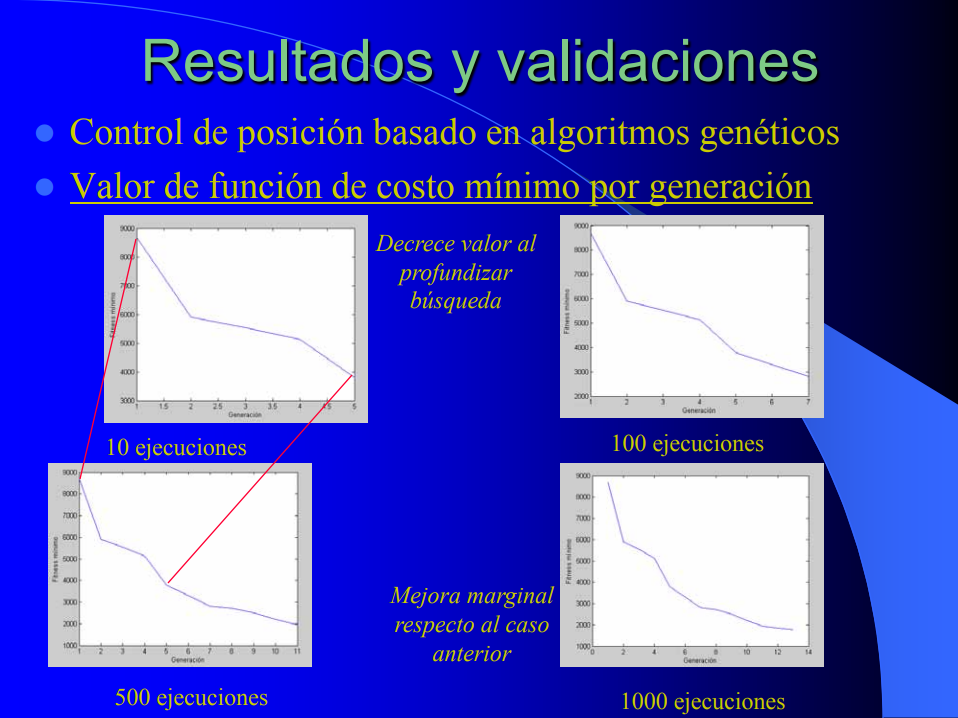 Resultados y validaciones
Control de posición basado en algoritmos genéticos
Valor de función de costo mínimo por generación
9000
8000
7000
6000
5000
4000
3000
1 1.5 2 2.5 3 3.5 4 4.5 5
Fitness mínimo
Generación
10 ejecuciones
Decrece valor al
profundizar
búsqueda
9000
8000
7000
6000
5000
4000
3000
2000
1 2 3 4 5 6 7
Fitness mínimo
Generación
100 ejecuciones
9000
8000
7000
6000
5000
4000
3000
2000
1000
1 2 3 4 5 6 7 8 9 10 11
Fitness mínimo
Generación
500 ejecuciones
Mejora marginal
respecto al caso
anterior
9000
8000
7000
6000
5000
4000
3000
2000
1000
0 2 4 6 8 10 12 14
Fitness mínimo
Generación
1000 ejecuciones